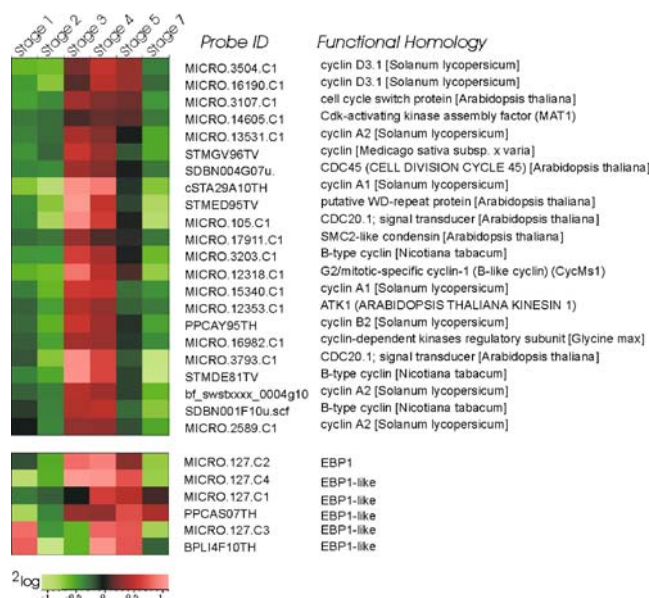 Stage 1 Stage 2 Stage 3 Stage 4 Stage 5 Stage 7
Probe ID Functional Homology
MICRO.3504.C1 cyclin D3.1 [Solanum lycopersicum]
MICRO.16190.C1 cyclin D3.1 [Solanum lycopersicum]
MICRO.3107.C1 cell cycle switch protein [Arabidopsis thaliana]
MICRO.14605.C1 Cdk-activating kinase assembly factor (MAT1)
MICRO.13531.C1 cyclin A2 [Solanum lycopersicum]
STMGV96TV cyclin [Medicago sativa subsp. x varia]
SDBN004G07u. CDC45 (CELL DIVISION CYCLE 45) [Arabidopsis thaliana]
cSTA29A10TH cyclin A1 [Solanum lycopersicum]
STMED95TV putative WD-repeat protein [Arabidopsis thaliana]
MICRO.105.C1 CDC20.1; signal transducer [Arabidopsis thaliana]
MICRO.17911.C1 SMC2-like condensin [Arabidopsis thaliana]
MICRO.3203.C1 B-type cyclin [Nicotiana tabacum]
MICRO.12318.C1 G2/mitotic-specific cyclin-1 (B-like cyclin) (CycMs1)
MICRO.15340.C1 cyclin A1 [Solanum lycopersicum]
MICRO.12353.C1 ATK1 (ARABIDOPSIS THALIANA KINESIN 1)
PPCAY95TH cyclin B2 [Solanum lycopersicum]
MICRO.16982.C1 cyclin-dependent kinases regulatory subunit [Glycine max]
MICRO.3793.C1 CDC20.1; signal transducer [Arabidopsis thaliana]
STMDE81TV B-type cyclin [Nicotiana tabacum]
bf_swstxxxx_0004g10 cyclin A2 [Solanum lycopersicum]
SDBN001F10u.scf B-type cyclin [Nicotiana tabacum]
MICRO.2589.C1 cyclin A2 [Solanum lycopersicum]
MICRO.127.C2 EBP1
MICRO.127.C4 EBP1-like
MICRO.127.C1 EBP1-like
PPCAS07TH EBP1-like
MICRO.127.C3 EBP1-like
BPLI4F10TH EBP1-like
2log
-1 -0.5 0 0.5 1